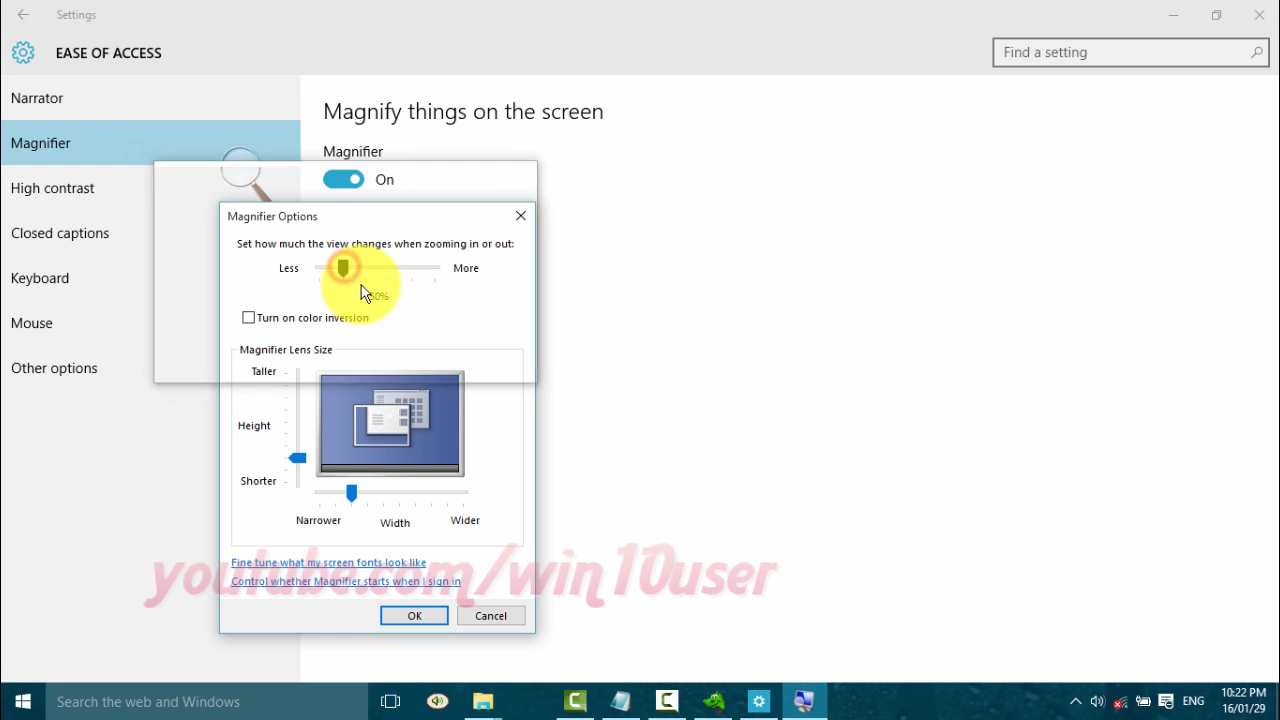 Settings
EASE OF ACCESS
Find a setting
Narrator
Magnifier
High contrast
Closed captions
Keyboard
Mouse
Other options
Magnify things on the screen
Magnifier
On
Magnifier Options
Set how much the view changes when zooming in or out:
Less
More
Turn on color inversion
Magnifier Lens Size
Taller
Height
Shorter
Narrower
Width
Wider
Fine tune what my screen fonts look like
Control whether Magnifier starts when I sign in
youtube.com/win10user
OK
Cancel
Search the web and Windows
ENG
10:22 PM
16/01/29